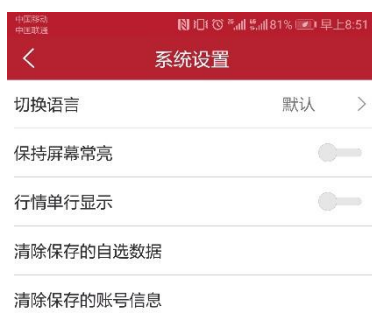 中国移动
中国联通
81% 早上8:51
系统设置
切换语言 默认
保持屏幕常亮
行情单行显示
清除保存的自选数据
清除保存的账号信息